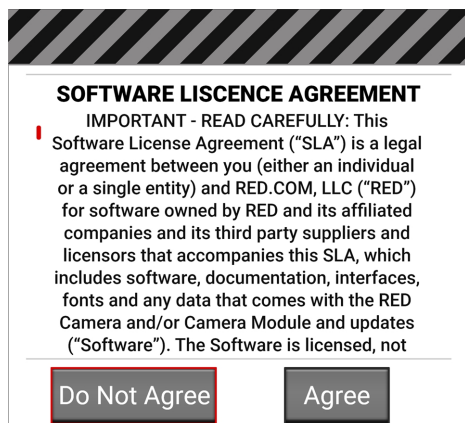 SOFTWARE LISCENCE AGREEMENT
IMPORTANT - READ CAREFULLY: This
Software License Agreement (“SLA”) is a legal
agreement between you (either an individual
or a single entity) and RED.COM, LLC (“RED”)
for software owned by RED and its affiliated
companies and its third party suppliers and
licensors that accompanies this SLA, which
includes software, documentation, interfaces,
fonts and any data that comes with the RED
Camera and/or Camera Module and updates
(“Software”). The Software is licensed, not
Do Not Agree
Agree